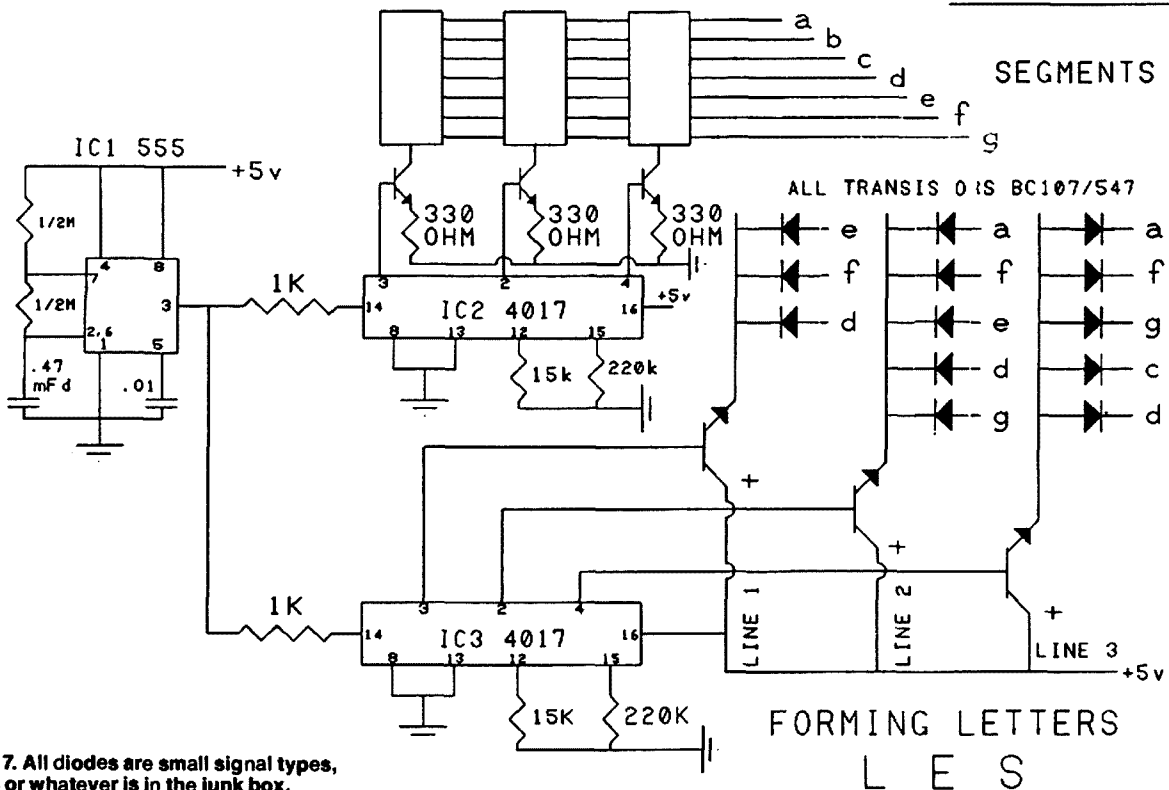 a
b
c
d
e
f
g
SEGMENTS
IC1 555
+5v
1/2M
1/2M
4 8
7
3
2,6
1 5
.47
mFd
.01
330
OHM
330
OHM
330
OHM
ALL TRANSIS O RS BC107/547
1K
3 2 4
14 IC2 4017 16
+5v
8 13 12 15
15k 220k
e a a
f f f
d e g
d c
g d
+
+
+
1K
3 2 4
14 IC3 4017 16
8 13 12 15
15K 220K
LINE 1
LINE 2
LINE 3
+5v
FORMING LETTERS
L E S
7. All diodes are small signal types,
or whatever is in the junk box.